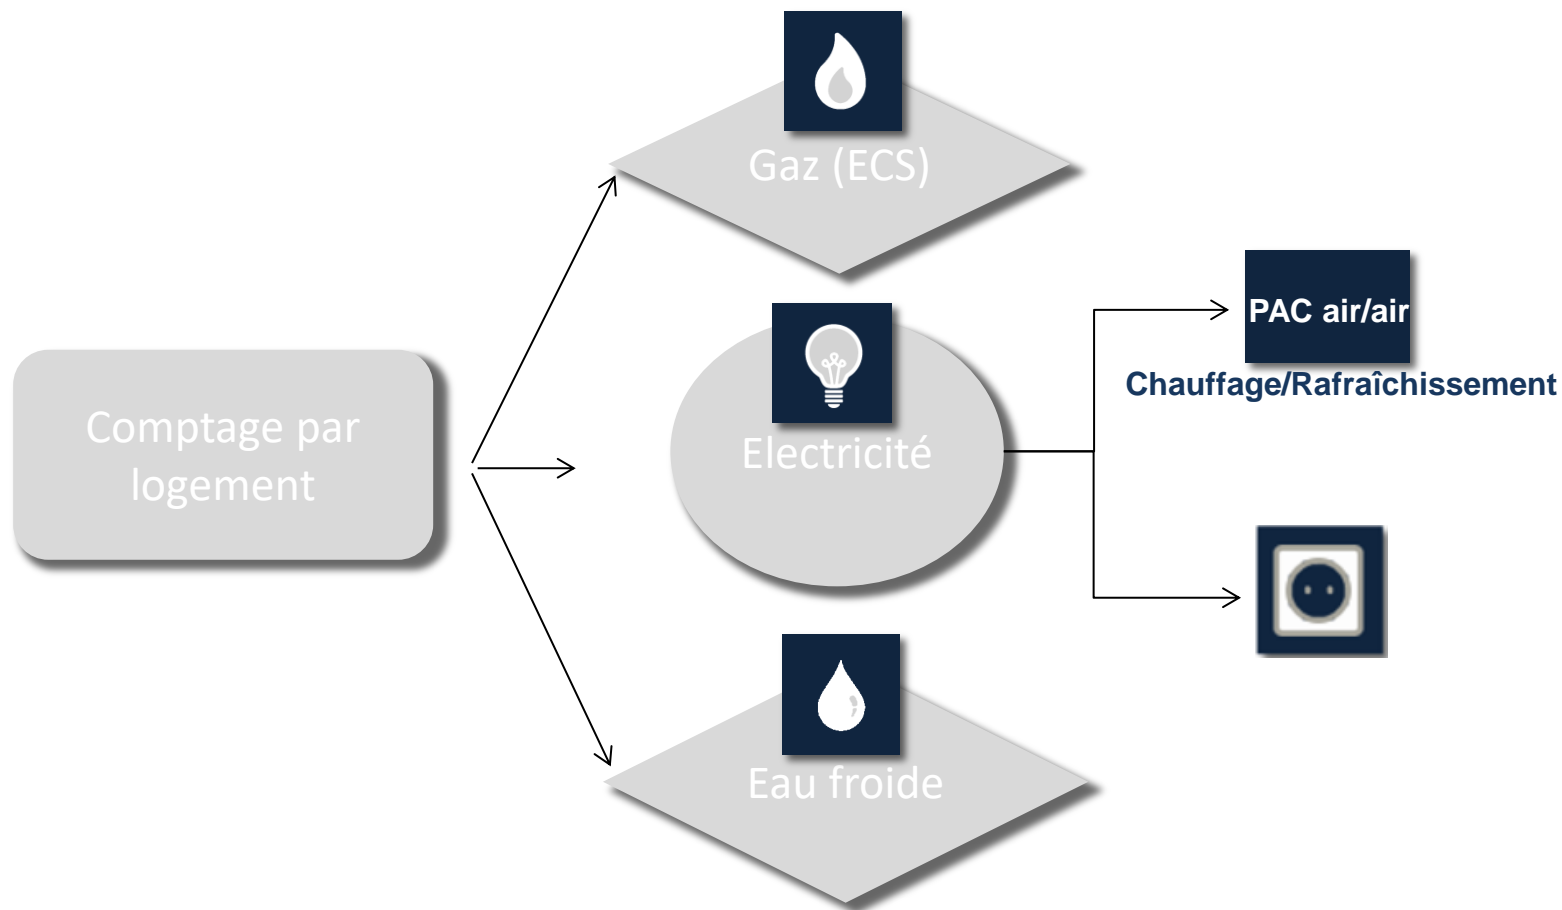 Gaz (ECS)
PAC air/air
Chauffage/Rafraîchissement
Comptage par
logement
Electricité
Eau froide